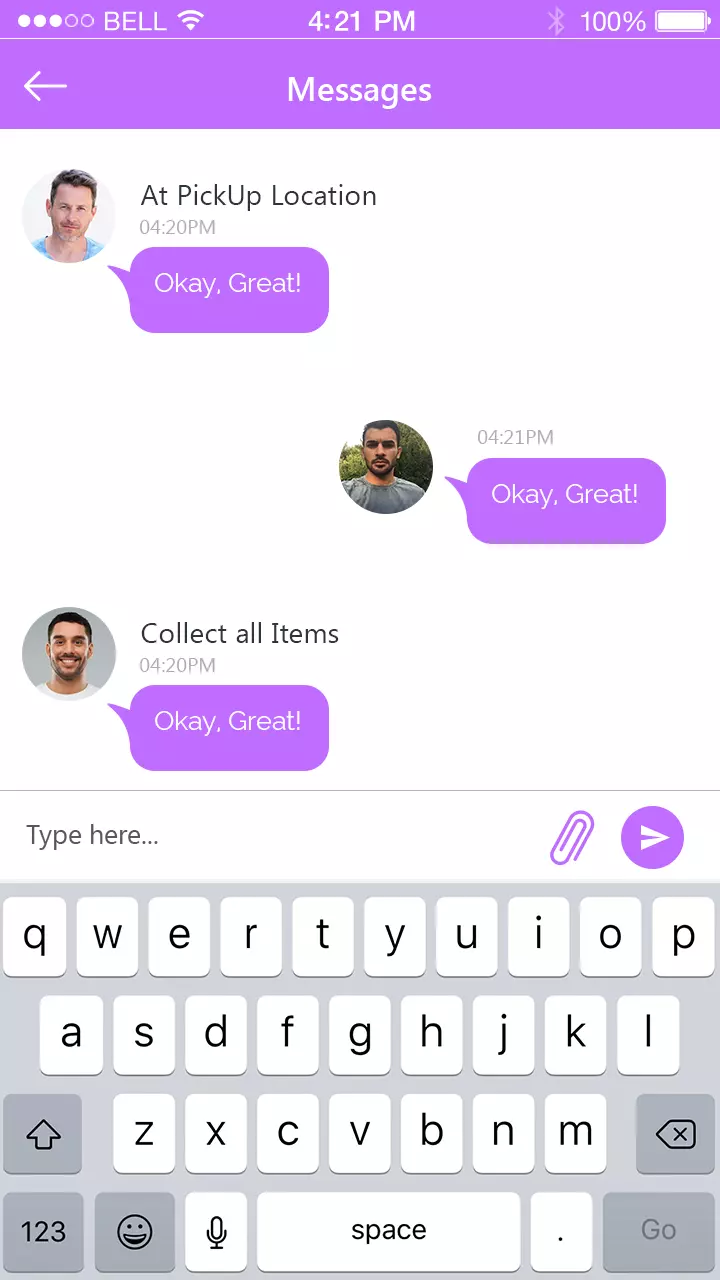 BELL 4:21 PM 100%
Messages
At PickUp Location
04:20PM
Okay, Great!
04:21PM
Okay, Great!
Collect all Items
04:20PM
Okay, Great!
Type here...
q w e r t y u i o p
a s d f g h j k l
z x c v b n m
123 space . Go